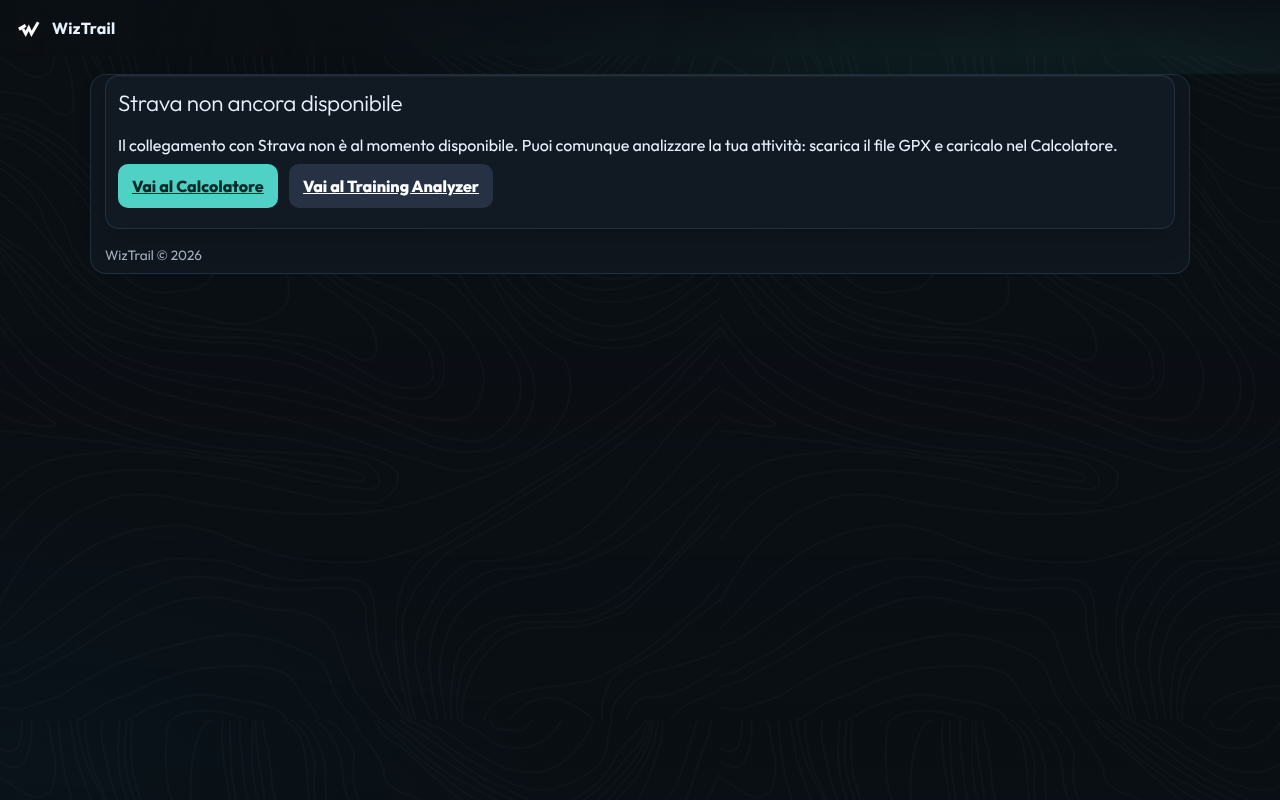 WizTrail
Strava non ancora disponibile
Il collegamento con Strava non è al momento disponibile. Puoi comunque analizzare la tua attività: scarica il file GPX e caricalo nel Calcolatore.
Vai al Calcolatore
Vai al Training Analyzer
WizTrail © 2026